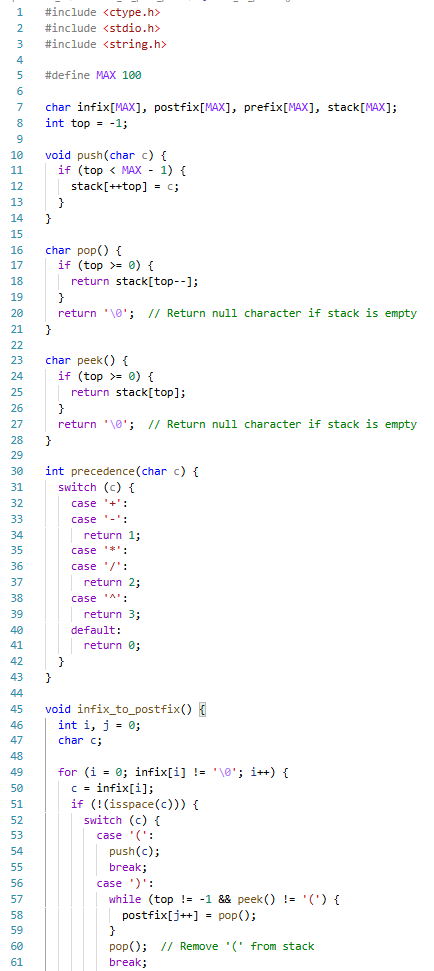 1 #include <ctype.h>
2 #include <stdio.h>
3 #include <string.h>
4
5 #define MAX 100
6
7 char infix[MAX], postfix[MAX], prefix[MAX], stack[MAX];
8 int top = -1;
9
10 void push(char c) {
11   if (top < MAX - 1) {
12     stack[++top] = c;
13   }
14 }
15
16 char pop() {
17   if (top >= 0) {
18     return stack[top--];
19   }
20   return '\0';  // Return null character if stack is empty
21 }
22
23 char peek() {
24   if (top >= 0) {
25     return stack[top];
26   }
27   return '\0';  // Return null character if stack is empty
28 }
29
30 int precedence(char c) {
31   switch (c) {
32     case '+':
33     case '-':
34       return 1;
35     case '*':
36     case '/':
37       return 2;
38     case '^':
39       return 3;
40     default:
41       return 0;
42   }
43 }
44
45 void infix_to_postfix() {
46   int i, j = 0;
47   char c;
48
49   for (i = 0; infix[i] != '\0'; i++) {
50     c = infix[i];
51     if (!(isspace(c))) {
52       switch (c) {
53         case '(':
54           push(c);
55           break;
56         case ')':
57           while (top != -1 && peek() != '(') {
58             postfix[j++] = pop();
59           }
60           pop();  // Remove '(' from stack
61           break;